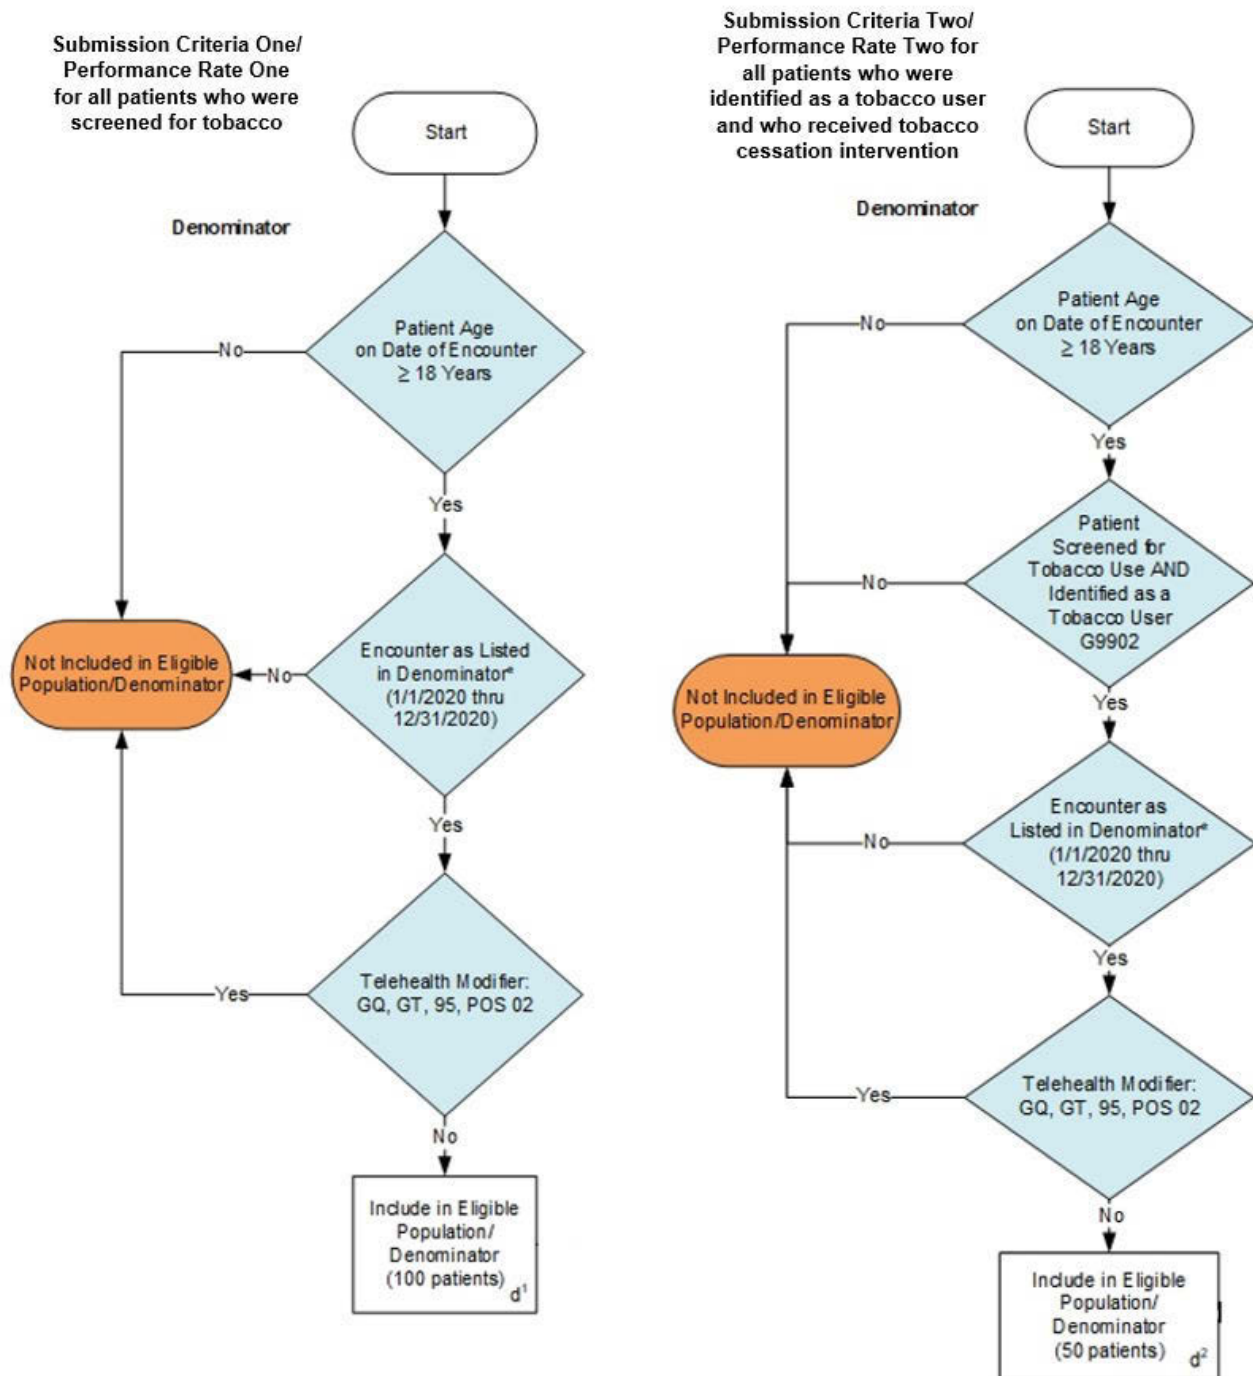 Submission Criteria One/
Performance Rate One
for all patients who were
screened for tobacco
Start
Denominator
Patient Age
on Date of Encounter
≥ 18 Years
No
Yes
Encounter as Listed
in Denominator*
(1/1/2020 thru
12/31/2020)
No
Not Included in Eligible
Population/Denominator
Yes
Telehealth Modifier:
GQ, GT, 95, POS 02
Yes
No
Include in Eligible
Population/
Denominator
(100 patients)
d¹
Submission Criteria Two/
Performance Rate Two for
all patients who were
identified as a tobacco user
and who received tobacco
cessation intervention
Start
Denominator
Patient Age
on Date of Encounter
≥ 18 Years
No
Yes
Patient
Screened for
Tobacco Use AND
Identified as a
Tobacco User
G9902
No
Not Included in Eligible
Population/Denominator
Yes
Encounter as
Listed in Denominator*
(1/1/2020 thru
12/31/2020)
No
Yes
Telehealth Modifier:
GQ, GT, 95, POS 02
Yes
No
Include in Eligible
Population/
Denominator
(50 patients)
d²